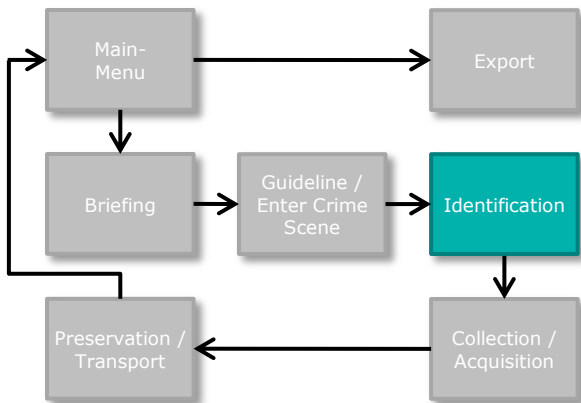 Main-
Menu
Export
Briefing
Guideline /
Enter Crime
Scene
Identification
Preservation /
Transport
Collection /
Acquisition